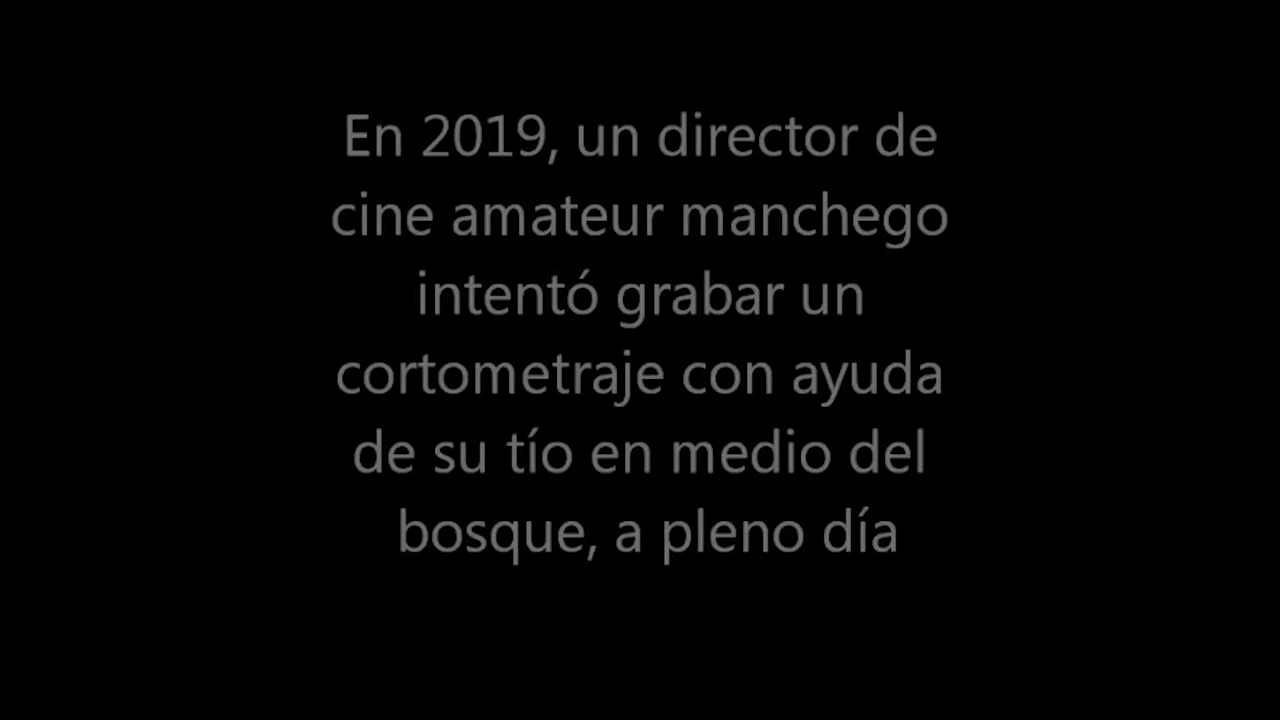 En 2019, un director de
cine amateur manchego
intentó grabar un
cortometraje con ayuda
de su tío en medio del
bosque, a pleno día